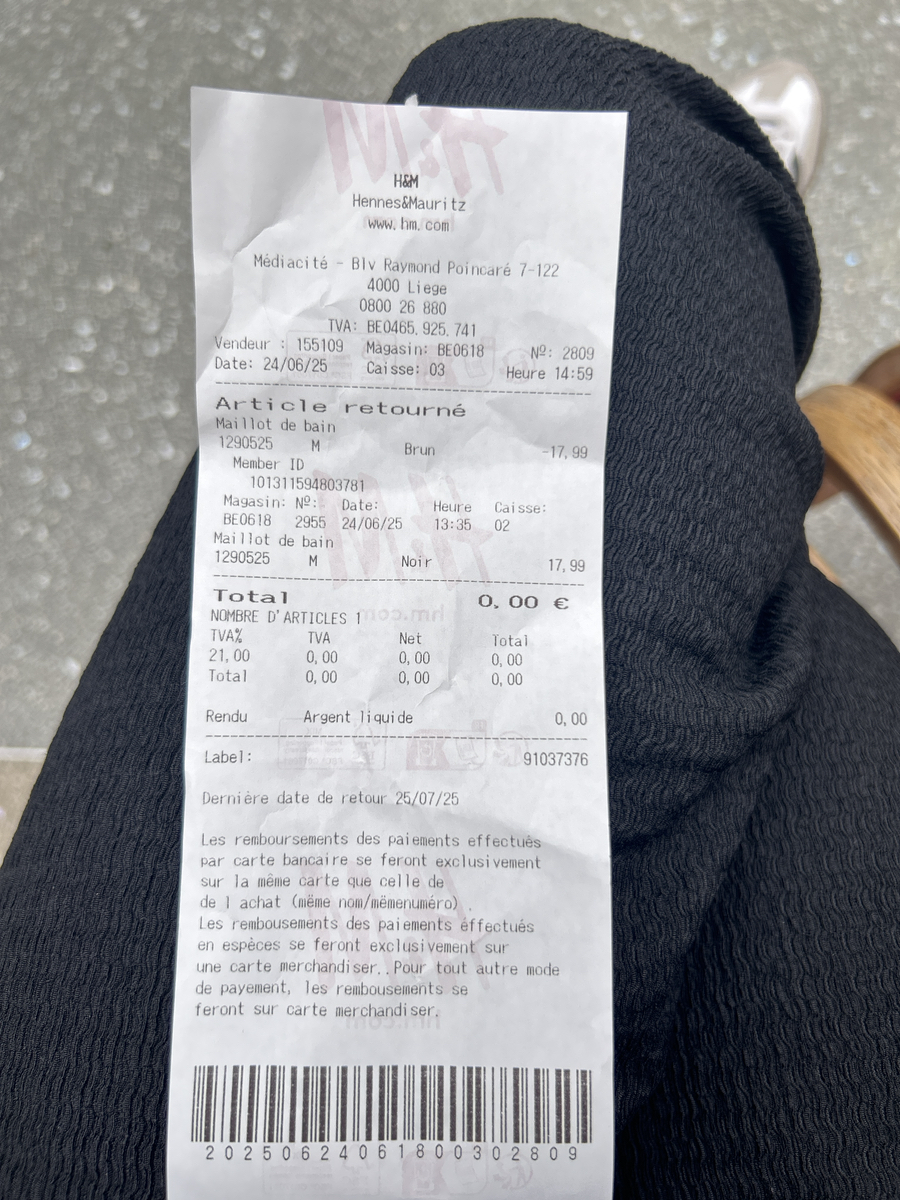 H&M
Hennes&Mauritz
www.hm.com
Médiacité - Blv Raymond Poincaré 7-122
4000 Liege
0800 26 880
TVA: BE0465.925.741
Vendeur : 155109 Magasin: BE0618 Nº: 2809
Date: 24/06/25 Caisse: 03 Heure 14:59
Article retourné
Maillot de bain
1290525 M Brun -17,99
Member ID
101311594803781
Magasin: Nº: Date: Heure Caisse:
BE0618 2955 24/06/25 13:35 02
Maillot de bain
1290525 M Noir 17,99
Total 0,00 €
NOMBRE D'ARTICLES 1
TVA% TVA Net Total
21,00 0,00 0,00 0,00
Total 0,00 0,00 0,00
Rendu Argent liquide 0,00
Label: 91037376
Dernière date de retour 25/07/25
Les remboursements des paiements effectués
par carte bancaire se feront exclusivement
sur la même carte que celle de
de l achat (mëme nom/mëmenuméro) .
Les rembousements des paiements éffectués
en espèces se feront exclusivement sur
une carte merchandiser..Pour tout autre mode
de payement, les rembousements se
feront sur carte merchandiser.
20250624061800302809